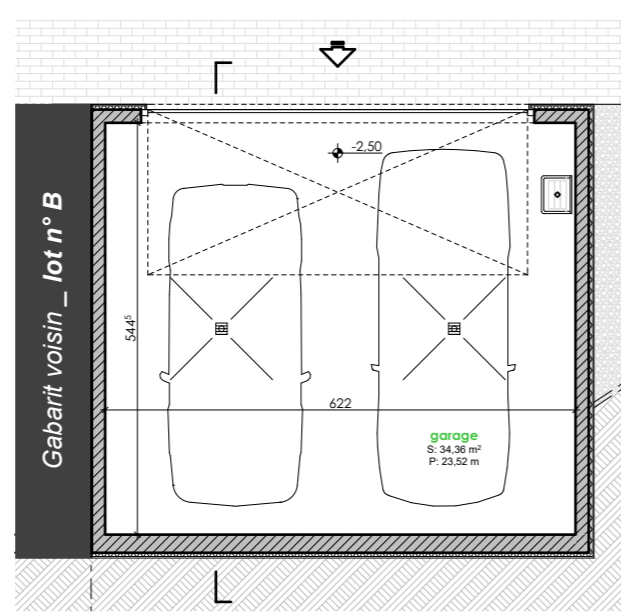 -2,50
Gabarit voisin _ lot n° B
544⁵
622
garage
S: 34,36 m²
P: 23,52 m